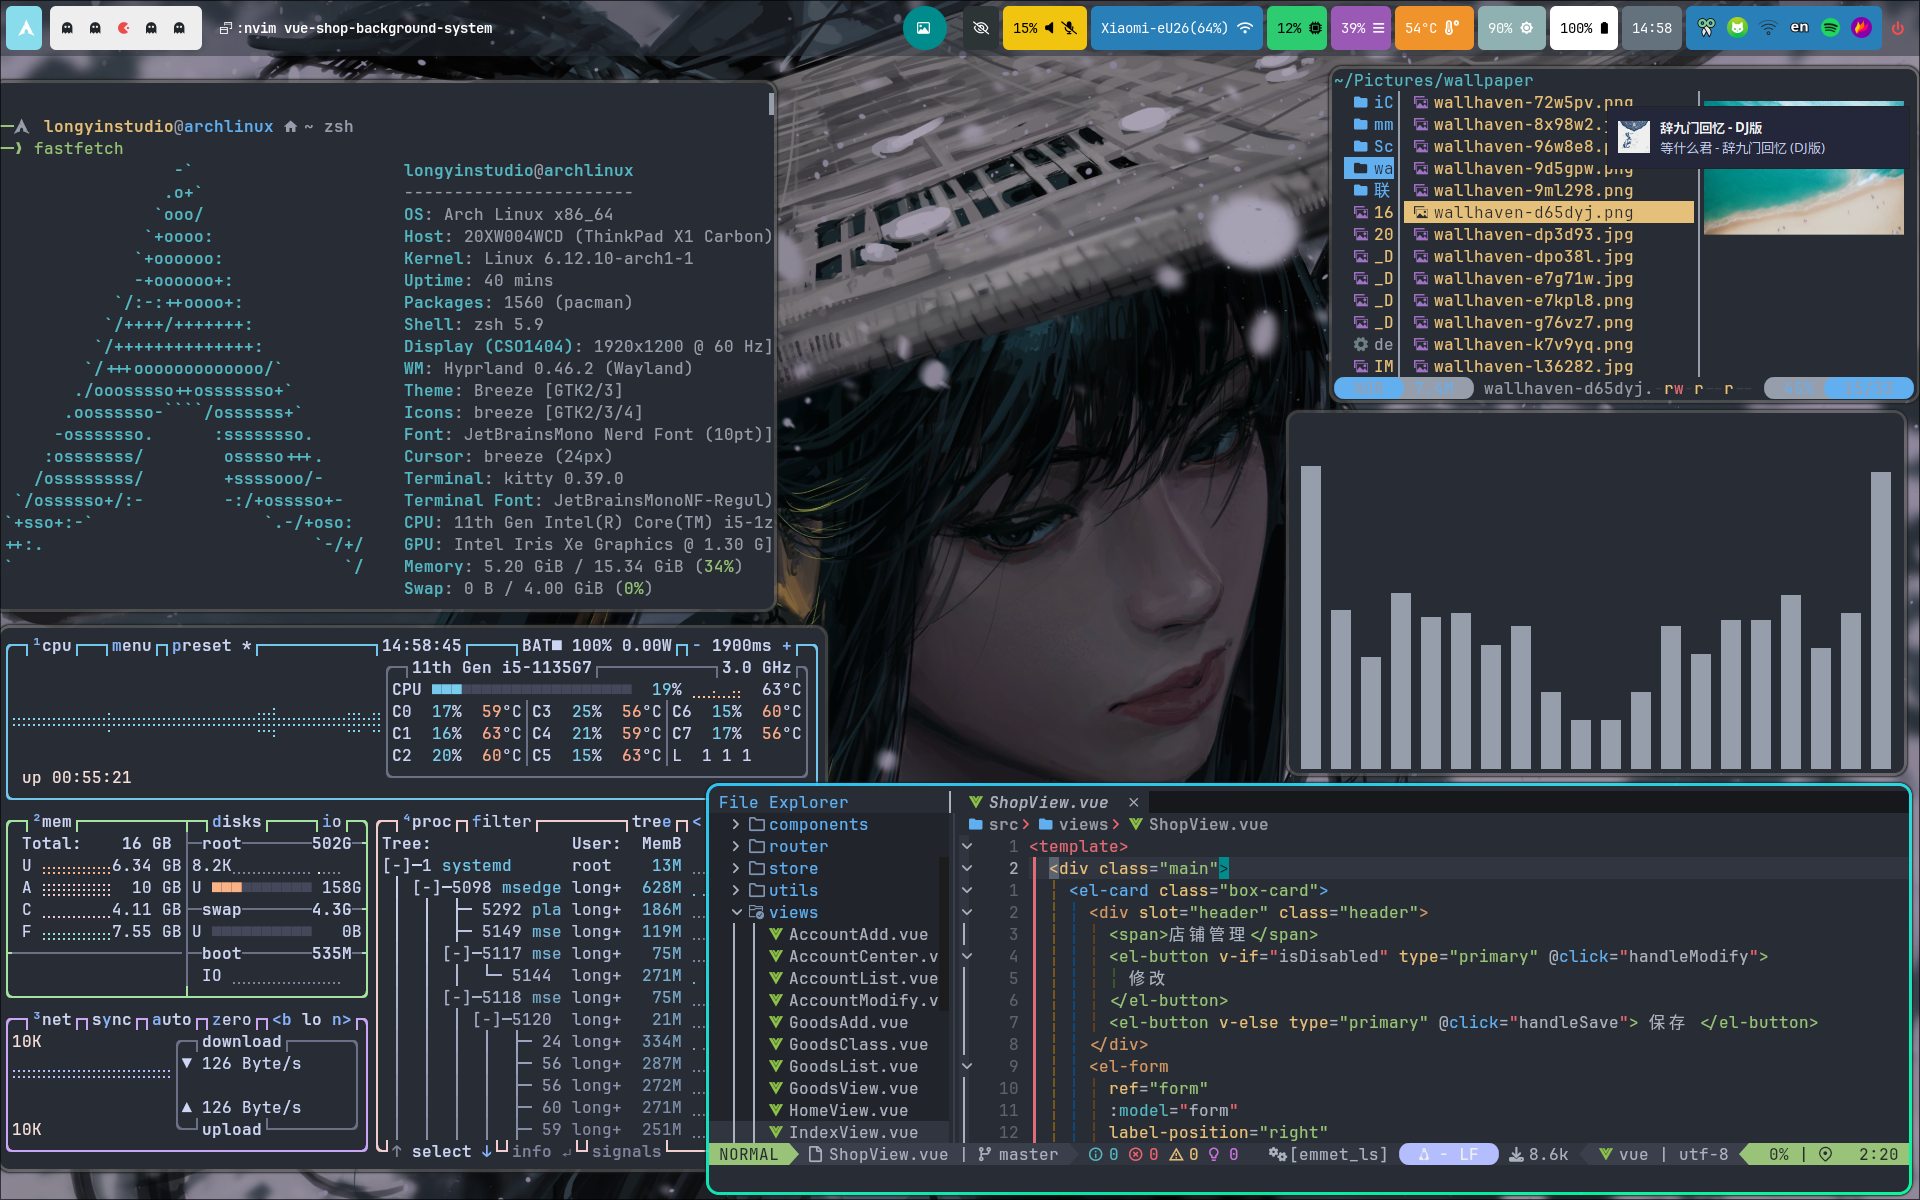 :nvim vue-shop-background-system
15%
Xiaomi-eU26(64%)
12%
39%
54°C
90%
100%
14:58
en
longyinstudio@archlinux ~ zsh
fastfetch
-`
.o+`
`ooo/
`+oooo:
`+oooooo:
-+oooooo+:
`/:-:++oooo+:
`/++++/+++++++:
`/++++++++++++++:
`/+++ooooooooooooo/`
./ooosssso++osssssso+`
.oossssso-````/ossssss+`
-osssssso. :ssssssso.
:osssssss/ osssso+++.
/ossssssss/ +ssssooo/-
`/ossssso+/:- -:/+osssso+-
`+sso+:-` `.-/+oso:
++:. `-/+/
` `/
longyinstudio@archlinux
-----------------------
OS: Arch Linux x86_64
Host: 20XW004WCD (ThinkPad X1 Carbon)
Kernel: Linux 6.12.10-arch1-1
Uptime: 40 mins
Packages: 1560 (pacman)
Shell: zsh 5.9
Display (CSO1404): 1920x1200 @ 60 Hz]
WM: Hyprland 0.46.2 (Wayland)
Theme: Breeze [GTK2/3]
Icons: breeze [GTK2/3/4]
Font: JetBrainsMono Nerd Font (10pt)]
Cursor: breeze (24px)
Terminal: kitty 0.39.0
Terminal Font: JetBrainsMonoNF-Regul)
CPU: 11th Gen Intel(R) Core(TM) i5-1z
GPU: Intel Iris Xe Graphics @ 1.30 G]
Memory: 5.20 GiB / 15.34 GiB (34%)
Swap: 0 B / 4.00 GiB (0%)
~/Pictures/wallpaper
iC wallhaven-72w5pv.png
mm wallhaven-8x98w2.
Sc wallhaven-96w8e8.
wa wallhaven-9d5gpw.png
联 wallhaven-9ml298.png
16 wallhaven-d65dyj.png
20 wallhaven-dp3d93.jpg
_D wallhaven-dpo38l.jpg
_D wallhaven-e7g71w.jpg
_D wallhaven-e7kpl8.png
_D wallhaven-g76vz7.png
de wallhaven-k7v9yq.png
IM wallhaven-l36282.jpg
wallhaven-d65dyj. rw r r
辞九门回忆 - DJ版
等什么君 - 辞九门回忆 (DJ版)
¹cpu menu preset * 14:58:45 BAT■ 100% 0.00W - 1900ms +
11th Gen i5-1135G7 3.0 GHz
CPU 19% 63°C
C0 17% 59°C C3 25% 56°C C6 15% 60°C
C1 16% 63°C C4 21% 59°C C7 17% 56°C
C2 20% 60°C C5 15% 63°C L 1 1 1
up 00:55:21
²mem disks io
Total: 16 GB root 502G
U 6.34 GB 8.2K
A 10 GB U 158G
C 4.11 GB swap 4.3G
F 7.55 GB U 0B
boot 535M
IO
³net sync auto zero <b lo n>
10K download
▼ 126 Byte/s
▲ 126 Byte/s
10K upload
⁴proc filter tree <
Tree: User: MemB
[-]─1 systemd root 13M
[-]─5098 msedge long+ 628M
5292 pla long+ 186M
5149 mse long+ 119M
[-]─5117 mse long+ 75M
5144 long+ 271M
[-]─5118 mse long+ 75M
[-]─5120 long+ 21M
24 long+ 334M
56 long+ 287M
56 long+ 272M
60 long+ 271M
59 long+ 251M
↑ select ↓ info ↵ signals
File Explorer
components
router
store
utils
views
AccountAdd.vue
AccountCenter.v
AccountList.vue
AccountModify.v
GoodsAdd.vue
GoodsClass.vue
GoodsList.vue
GoodsView.vue
HomeView.vue
IndexView.vue
ShopView.vue ×
src > views > ShopView.vue
1 <template>
2 <div class="main">
1 <el-card class="box-card">
2 <div slot="header" class="header">
3 <span>店铺管理</span>
4 <el-button v-if="isDisabled" type="primary" @click="handleModify">
5 修改
6 </el-button>
7 <el-button v-else type="primary" @click="handleSave"> 保存 </el-button>
8 </div>
9 <el-form
10 ref="form"
11 :model="form"
12 label-position="right"
NORMAL ShopView.vue | master 0 0 0 0 [emmet_ls] - LF 8.6k vue | utf-8 0% | 2:20